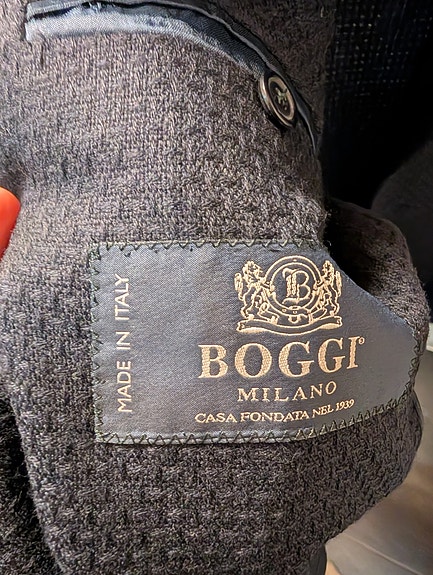 MADE IN ITALY
B
BOGGI®
MILANO
CASA FONDATA NEL 1939